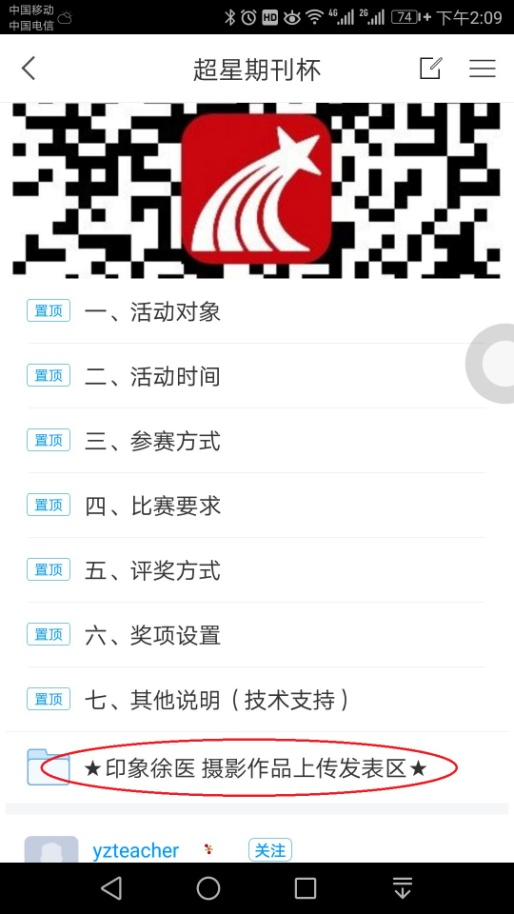 中国移动
中国电信
HD
4G
2G
74
下午2:09
超星期刊杯
置顶 一、活动对象
置顶 二、活动时间
置顶 三、参赛方式
置顶 四、比赛要求
置顶 五、评奖方式
置顶 六、奖项设置
置顶 七、其他说明（技术支持）
★印象徐医 摄影作品上传发表区★
yzteacher 关注